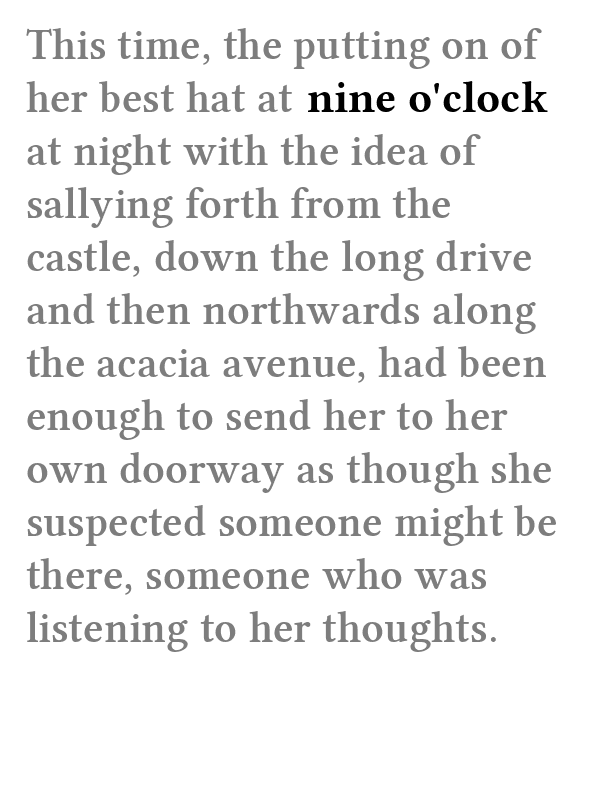 This time, the putting on of
her best hat at nine o'clock
at night with the idea of
sallying forth from the
castle, down the long drive
and then northwards along
the acacia avenue, had been
enough to send her to her
own doorway as though she
suspected someone might be
there, someone who was
listening to her thoughts.